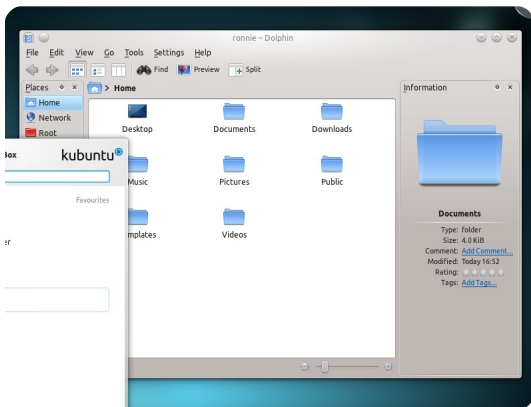 ronnie – Dolphin
File Edit View Go Tools Settings Help
Find Preview Split
Places
Home
Network
Root
> Home
Desktop Documents Downloads
Music Pictures Public
mplates Videos
Information
Documents
Type: folder
Size: 4.0 KiB
Comment: Add Comment...
Modified: Today 16:52
Rating:
Tags: Add Tags...
Box kubuntu
Favourites
er